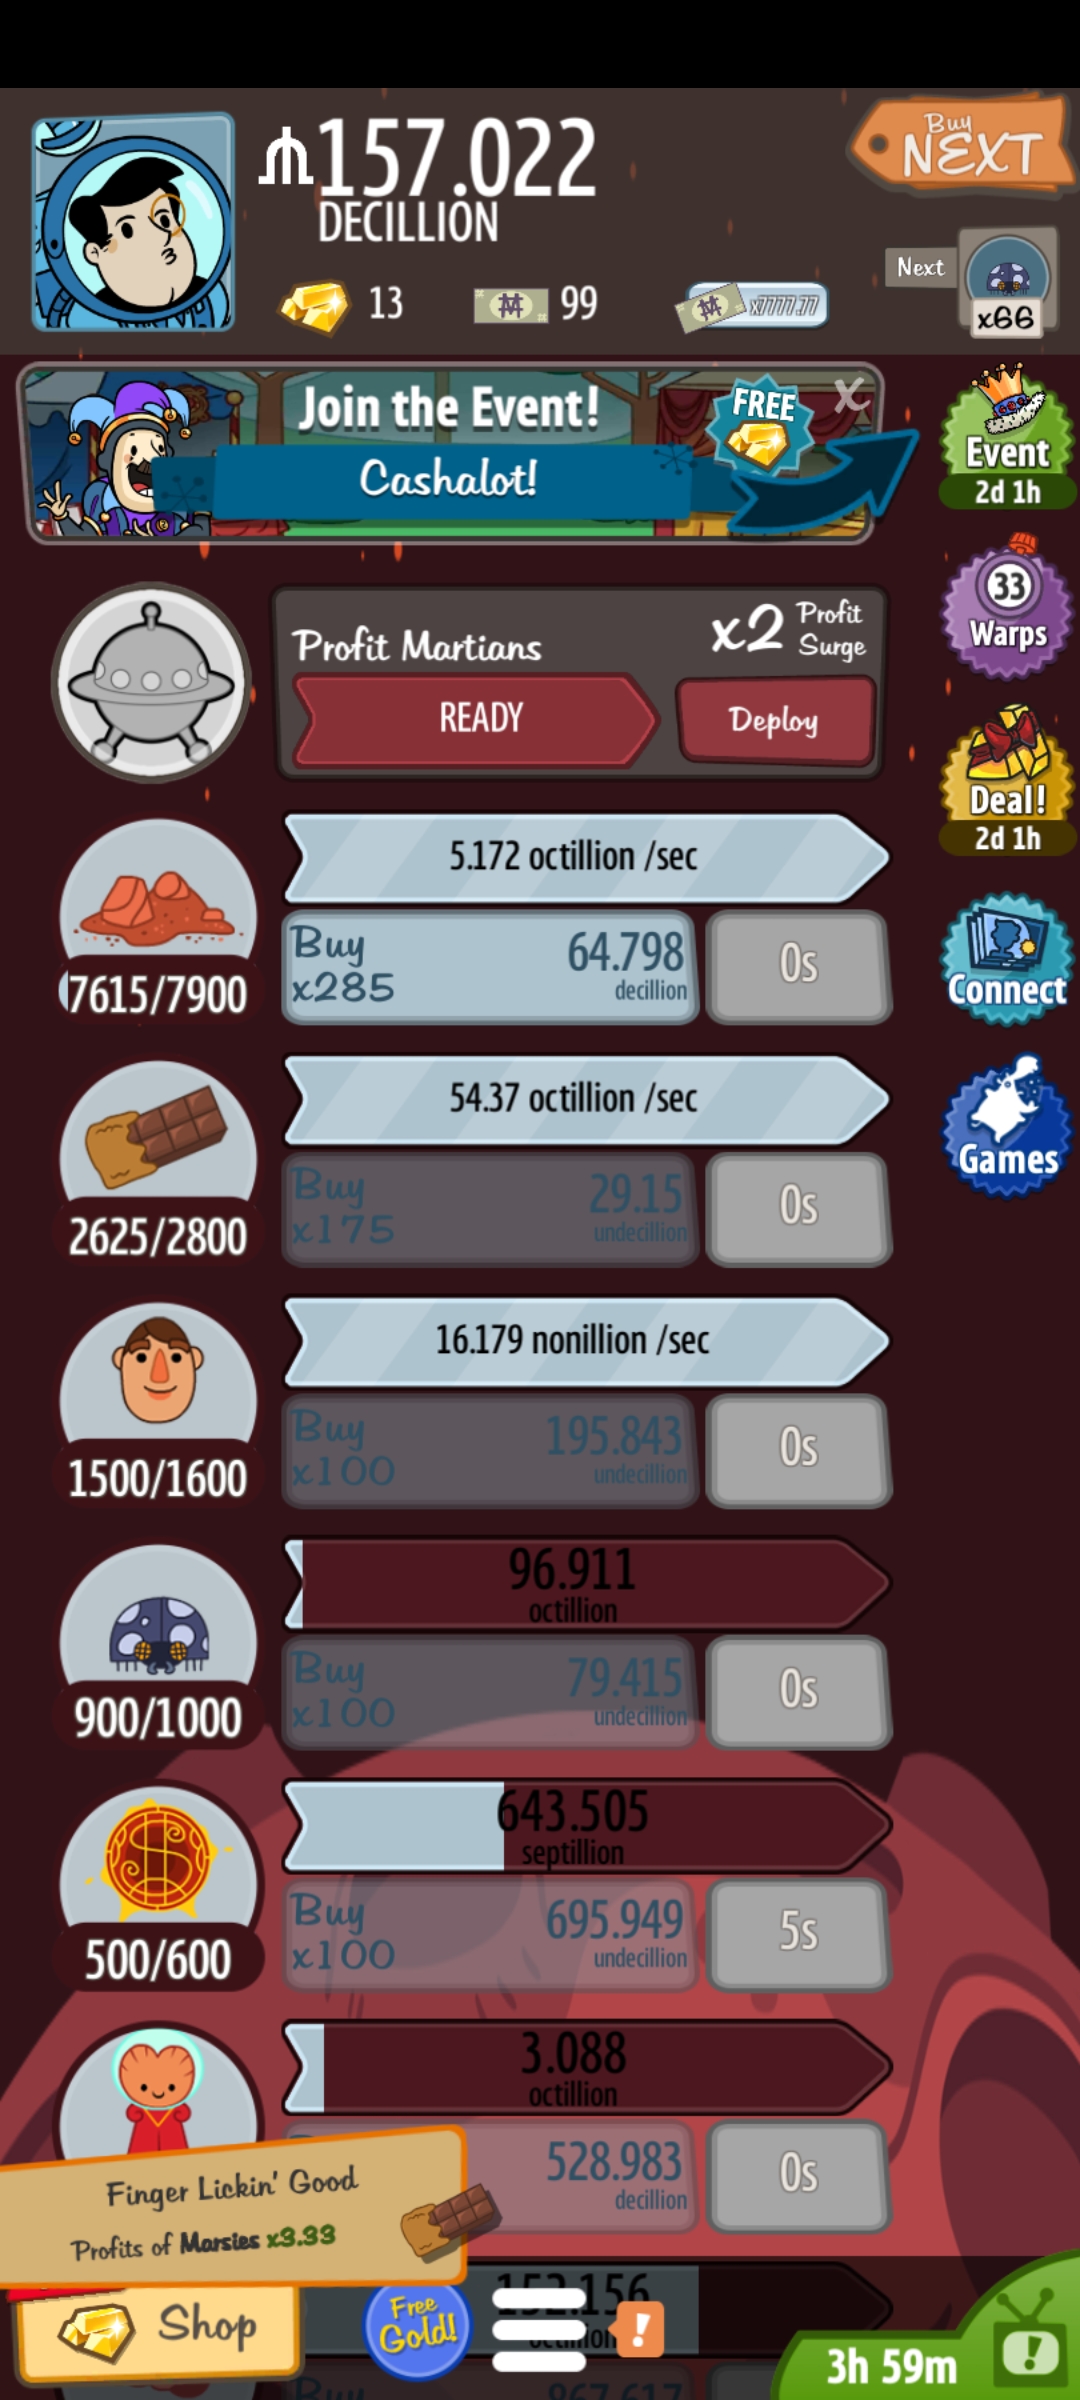 157.022
DECILLION
Buy
NEXT
13
99
x7777.77
Next
x66
Join the Event!
FREE
X
Cashalot!
Event
2d 1h
33
Warps
Profit Martians
x2 Profit
Surge
READY
Deploy
Deal!
2d 1h
5.172 octillion /sec
7615/7900
Buy
x285
64.798
decillion
0s
Connect
54.37 octillion /sec
2625/2800
Buy
x175
29.15
undecillion
0s
Games
16.179 nonillion /sec
1500/1600
Buy
x100
195.843
undecillion
0s
96.911
octillion
900/1000
Buy
x100
79.415
undecillion
0s
643.505
septillion
500/600
Buy
x100
695.949
undecillion
5s
3.088
octillion
528.983
decillion
0s
Finger Lickin' Good
Profits of Marsies x3.33
152.156
Shop
Free
Gold!
!
3h 59m
!
Buy
867.617